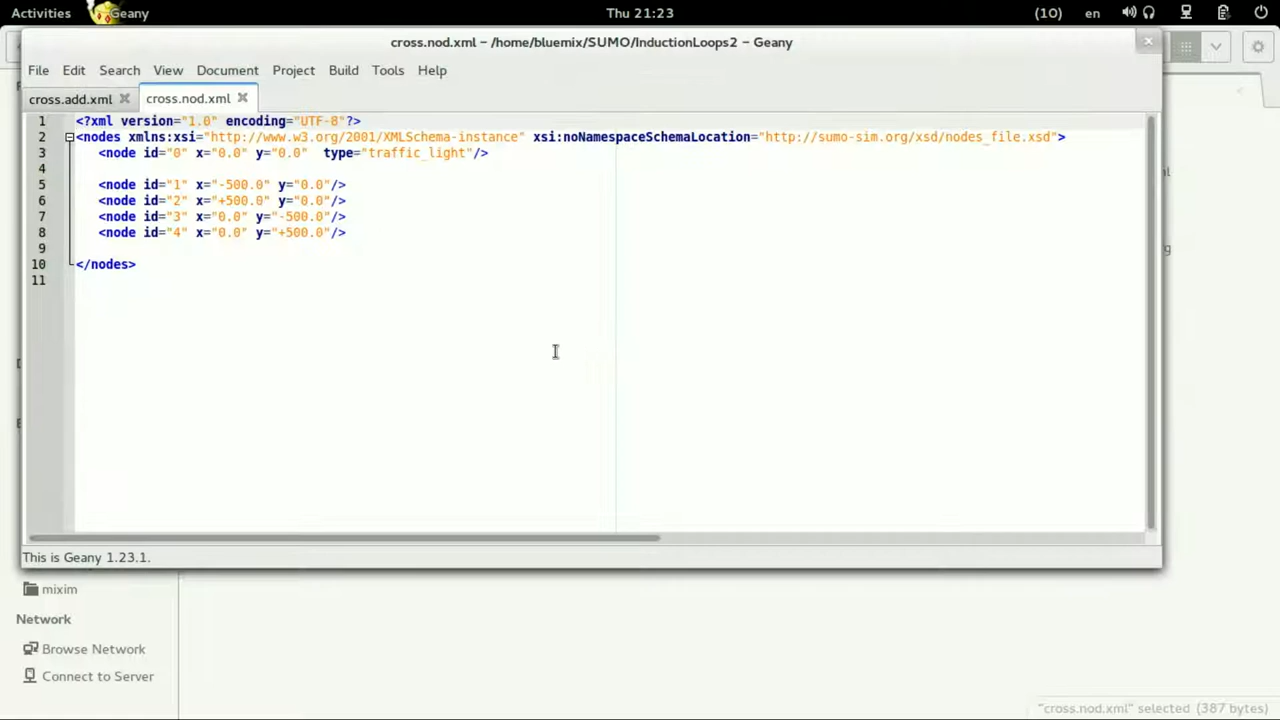 Activities Geany Thu 21:23 (10) en
cross.nod.xml – /home/bluemix/SUMO/InductionLoops2 – Geany
File Edit Search View Document Project Build Tools Help
cross.add.xml cross.nod.xml
1 <?xml version="1.0" encoding="UTF-8"?>
2 <nodes xmlns:xsi="http://www.w3.org/2001/XMLSchema-instance" xsi:noNamespaceSchemaLocation="http://sumo-sim.org/xsd/nodes_file.xsd">
3 <node id="0" x="0.0" y="0.0"  type="traffic_light"/>
4
5 <node id="1" x="-500.0" y="0.0"/>
6 <node id="2" x="+500.0" y="0.0"/>
7 <node id="3" x="0.0" y="-500.0"/>
8 <node id="4" x="0.0" y="+500.0"/>
9
10 </nodes>
11
This is Geany 1.23.1.
mixim
Network
Browse Network
Connect to Server
"cross.nod.xml" selected (387 bytes)